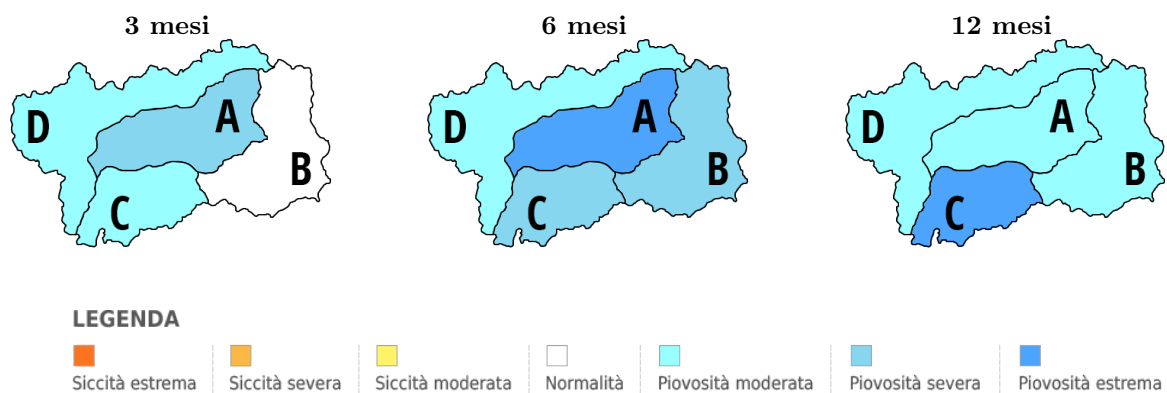 3 mesi 6 mesi 12 mesi
A A A
D D D
B B B
C C C
LEGENDA
Siccità estrema Siccità severa Siccità moderata Normalità Piovosità moderata Piovosità severa Piovosità estrema